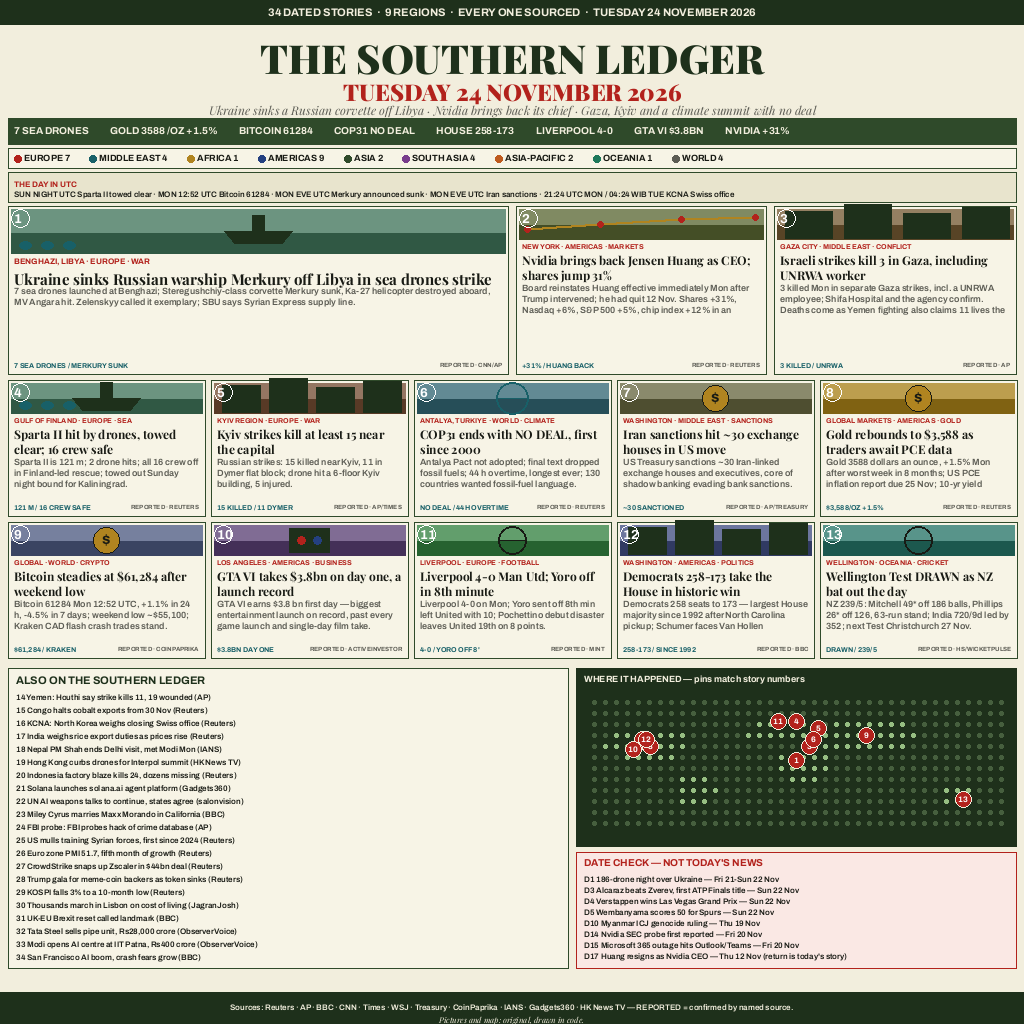 34 DATED STORIES · 9 REGIONS · EVERY ONE SOURCED · TUESDAY 24 NOVEMBER 2026
THE SOUTHERN LEDGER
TUESDAY 24 NOVEMBER 2026
Ukraine sinks a Russian corvette off Libya · Nvidia brings back its chief · Gaza, Kyiv and a climate summit with no deal
7 SEA DRONES GOLD 3588 /OZ +1.5% BITCOIN 61284 COP31 NO DEAL HOUSE 258-173 LIVERPOOL 4-0 GTA VI $3.8BN NVIDIA +31%
EUROPE 7 MIDDLE EAST 4 AFRICA 1 AMERICAS 9 ASIA 2 SOUTH ASIA 4 ASIA-PACIFIC 2 OCEANIA 1 WORLD 4
THE DAY IN UTC
SUN NIGHT UTC Sparta II towed clear · MON 12:52 UTC Bitcoin 61284 · MON EVE UTC Merkury announced sunk · MON EVE UTC Iran sanctions · 21:24 UTC MON / 04:24 WIB TUE KCNA Swiss office
1
BENGHAZI, LIBYA · EUROPE · WAR
Ukraine sinks Russian warship Merkury off Libya in sea drones strike
7 sea drones launched at Benghazi; Steregushchiy-class corvette Merkury sunk, Ka-27 helicopter destroyed aboard,
MV Angara hit. Zelenskyy called it exemplary; SBU says Syrian Express supply line.
7 SEA DRONES / MERKURY SUNK
REPORTED · CNN/AP
2
NEW YORK · AMERICAS · MARKETS
Nvidia brings back Jensen Huang as CEO;
shares jump 31%
Board reinstates Huang effective immediately Mon after
Trump intervened; he had quit 12 Nov. Shares +31%,
Nasdaq +6%, S&P 500 +5%, chip index +12% in an
+31% / HUANG BACK
REPORTED · REUTERS
3
GAZA CITY · MIDDLE EAST · CONFLICT
Israeli strikes kill 3 in Gaza, including
UNRWA worker
3 killed Mon in separate Gaza strikes, incl. a UNRWA
employee; Shifa Hospital and the agency confirm.
Deaths come as Yemen fighting also claims 11 lives the
3 KILLED / UNRWA
REPORTED · AP
4
GULF OF FINLAND · EUROPE · SEA
Sparta II hit by drones, towed
clear; 16 crew safe
Sparta II is 121 m; 2 drone hits; all 16 crew off
in Finland-led rescue; towed out Sunday
night bound for Kaliningrad.
121 M / 16 CREW SAFE
REPORTED · REUTERS
5
KYIV REGION · EUROPE · WAR
Kyiv strikes kill at least 15 near
the capital
Russian strikes: 15 killed near Kyiv, 11 in
Dymer flat block; drone hit a 6-floor Kyiv
building, 5 injured.
15 KILLED / 11 DYMER
REPORTED · AP/TIMES
6
ANTALYA, TURKIYE · WORLD · CLIMATE
COP31 ends with NO DEAL, first
since 2000
Antalya Pact not adopted; final text dropped
fossil fuels; 44 h overtime, longest ever; 130
countries wanted fossil-fuel language.
NO DEAL / 44H OVERTIME
REPORTED · REUTERS
7
WASHINGTON · MIDDLE EAST · SANCTIONS
Iran sanctions hit ~30 exchange
houses in US move
US Treasury sanctions ~30 Iran-linked
exchange houses and executives, core of
shadow banking evading bank sanctions.
~30 SANCTIONED
REPORTED · AP/TREASURY
8
GLOBAL MARKETS · AMERICAS · GOLD
Gold rebounds to $3,588 as
traders await PCE data
Gold 3588 dollars an ounce, +1.5% Mon
after worst week in 8 months; US PCE
inflation report due 25 Nov; 10-yr yield
$3,588/OZ +1.5%
REPORTED · REUTERS
9
GLOBAL · WORLD · CRYPTO
Bitcoin steadies at $61,284 after
weekend low
Bitcoin 61284 Mon 12:52 UTC, +1.1% in 24
h, -4.5% in 7 days; weekend low ~$55,100;
Kraken CAD flash crash trades stand.
$61,284 / KRAKEN
REPORTED · COINPAPRIKA
10
LOS ANGELES · AMERICAS · BUSINESS
GTA VI takes $3.8bn on day one, a
launch record
GTA VI earns $3.8 bn first day — biggest
entertainment launch on record, past every
game launch and single-day film take.
$3.8BN DAY ONE
REPORTED · ACTIVEINVESTOR
11
LIVERPOOL · EUROPE · FOOTBALL
Liverpool 4-0 Man Utd; Yoro off
in 8th minute
Liverpool 4-0 on Mon; Yoro sent off 8th min
left United with 10; Pochettino debut disaster
leaves United 19th on 8 points.
4-0 / YORO OFF 8'
REPORTED · MINT
12
WASHINGTON · AMERICAS · POLITICS
Democrats 258-173 take the
House in historic win
Democrats 258 seats to 173 — largest House
majority since 1992 after North Carolina
pickup; Schumer faces Van Hollen
258-173 / SINCE 1992
REPORTED · BBC
13
WELLINGTON · OCEANIA · CRICKET
Wellington Test DRAWN as NZ
bat out the day
NZ 239/5: Mitchell 49* off 186 balls, Phillips
26* off 126, 63-run stand; India 720/9d led by
352; next Test Christchurch 27 Nov.
DRAWN / 239/5
REPORTED · HS/WICKETPULSE
ALSO ON THE SOUTHERN LEDGER
14 Yemen: Houthi say strike kills 11, 19 wounded (AP)
15 Congo halts cobalt exports from 30 Nov (Reuters)
16 KCNA: North Korea weighs closing Swiss office (Reuters)
17 India weighs rice export duties as prices rise (Reuters)
18 Nepal PM Shah ends Delhi visit, met Modi Mon (IANS)
19 Hong Kong curbs drones for Interpol summit (HK News TV)
20 Indonesia factory blaze kills 24, dozens missing (Reuters)
21 Solana launches solana.ai agent platform (Gadgets360)
22 UN AI weapons talks to continue, states agree (salonvision)
23 Miley Cyrus marries Maxx Morando in California (BBC)
24 FBI probe: FBI probes hack of crime database (AP)
25 US mulls training Syrian forces, first since 2024 (Reuters)
26 Euro zone PMI 51.7, fifth month of growth (Reuters)
27 CrowdStrike snaps up Zscaler in $44bn deal (Reuters)
28 Trump gala for meme-coin backers as token sinks (Reuters)
29 KOSPI falls 3% to a 10-month low (Reuters)
30 Thousands march in Lisbon on cost of living (JagranJosh)
31 UK-EU Brexit reset called landmark (BBC)
32 Tata Steel sells pipe unit, Rs28,000 crore (ObserverVoice)
33 Modi opens AI centre at IIT Patna, Rs400 crore (ObserverVoice)
34 San Francisco AI boom, crash fears grow (BBC)
WHERE IT HAPPENED — pins match story numbers
11
4
5
12
6
9
10
1
13
DATE CHECK — NOT TODAY'S NEWS
D1 186-drone night over Ukraine — Fri 21-Sun 22 Nov
D3 Alcaraz beats Zverev, first ATP Finals title — Sun 22 Nov
D4 Verstappen wins Las Vegas Grand Prix — Sun 22 Nov
D5 Wembanyama scores 50 for Spurs — Sun 22 Nov
D10 Myanmar ICJ genocide ruling — Thu 19 Nov
D14 Nvidia SEC probe first reported — Fri 20 Nov
D15 Microsoft 365 outage hits Outlook/Teams — Fri 20 Nov
D17 Huang resigns as Nvidia CEO — Thu 12 Nov (return is today's story)
Sources: Reuters · AP · BBC · CNN · Times · WSJ · Treasury · CoinPaprika · IANS · Gadgets360 · HK News TV — REPORTED = confirmed by named source.
Pictures and map: original, drawn in code.